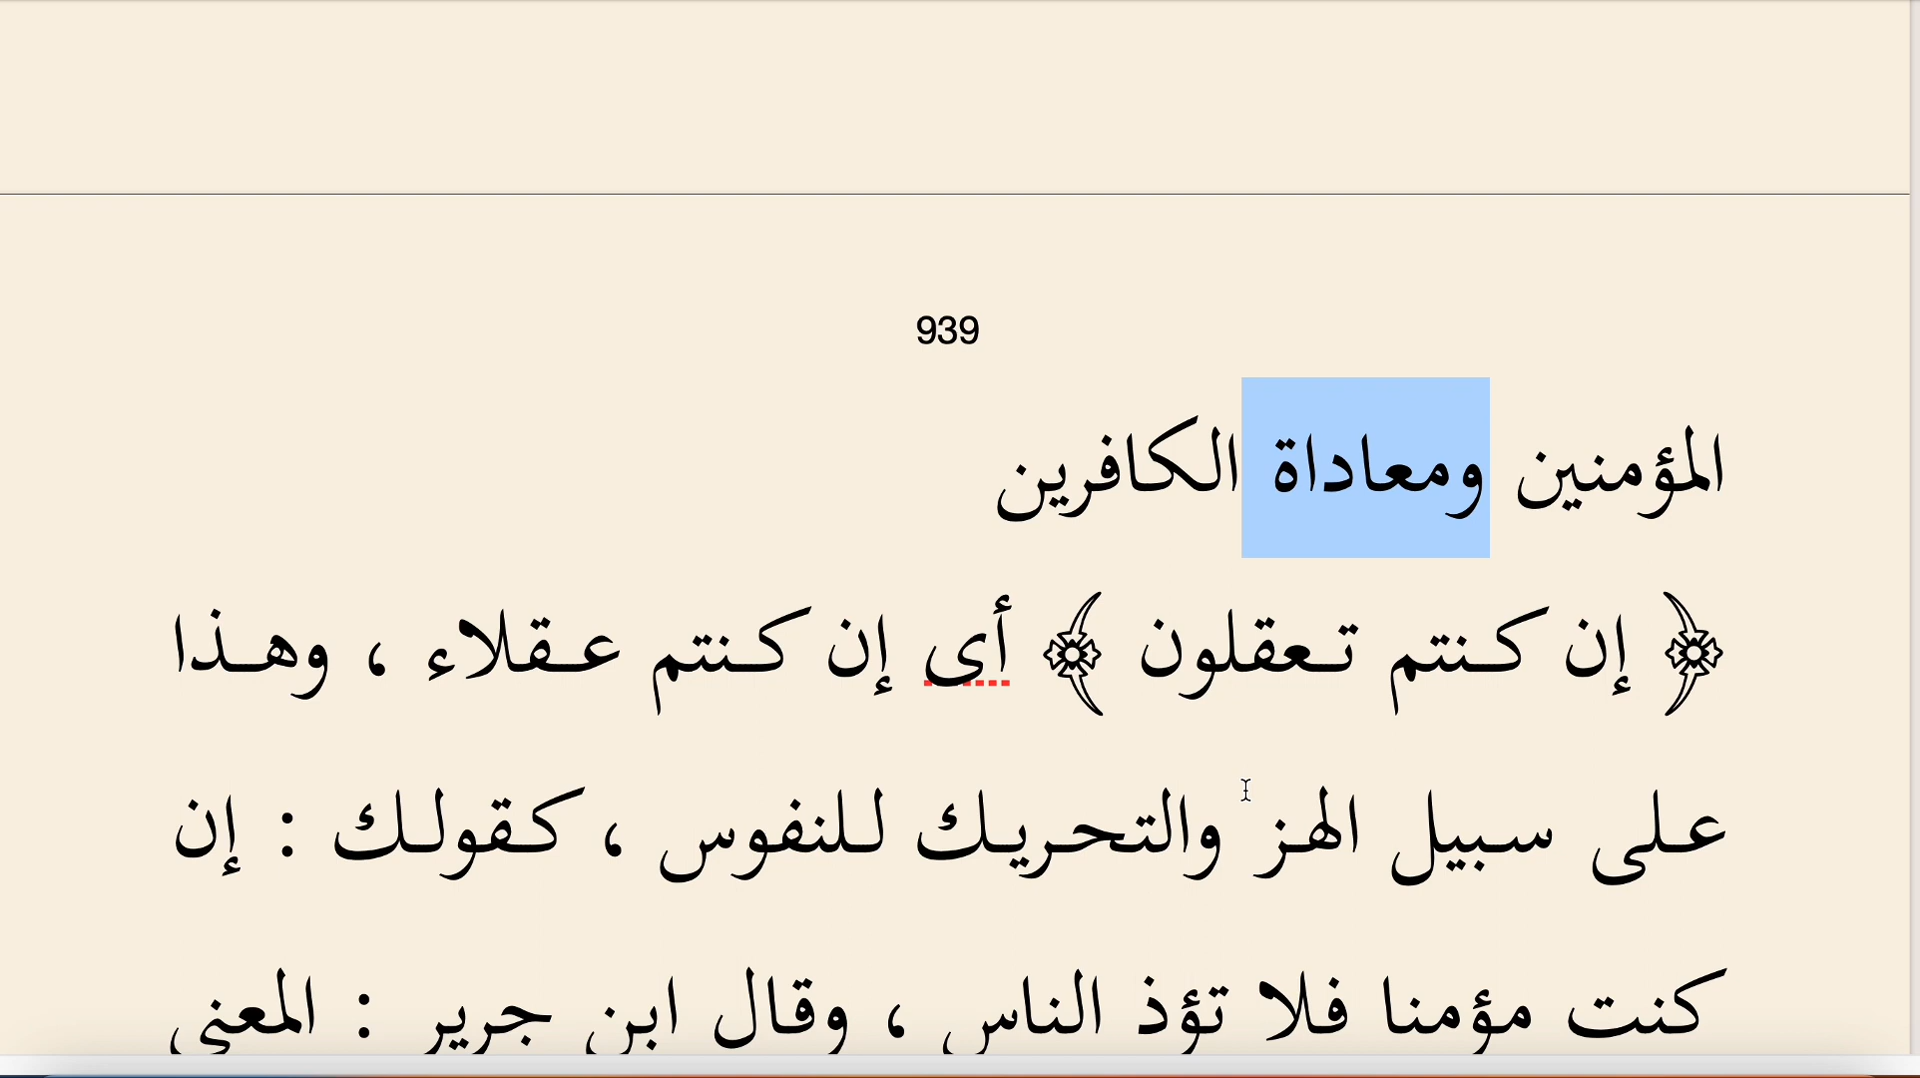 939
المؤمنين ومعاداة الكافرين
﴿ إن كنتم تعقلون ﴾ أى إن كنتم عقلاء ، وهذا
على سبيل الهز والتحريك للنفوس ، كقولك : إن
كنت مؤمنا فلا تؤذ الناس ، وقال ابن جرير : المعنى